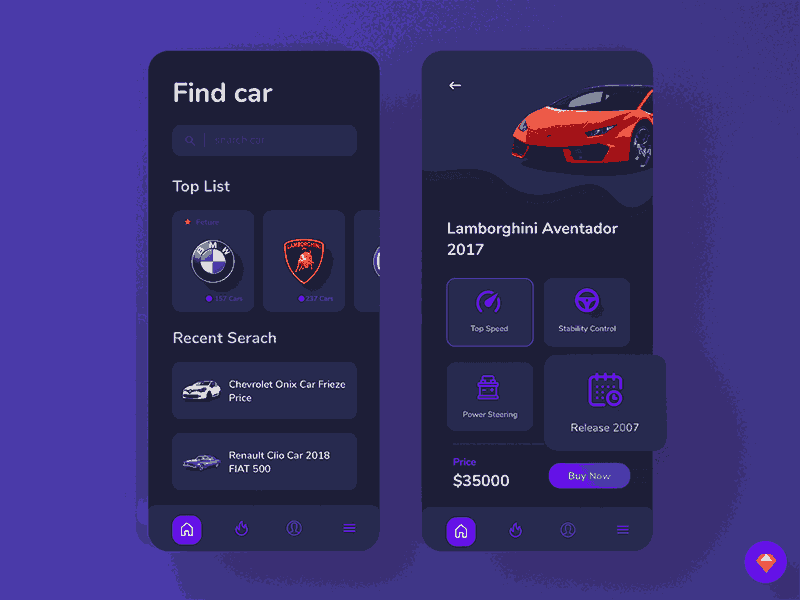 Find car
Search car
Top List
BMW
157 Cars
LAMBORGHINI
237 Cars
Recent Serach
Chevrolet Onix Car Frieze
Price
Renault Clio Car 2018
FIAT 500
Lamborghini Aventador
2017
Top Speed
Stability Control
Power Steering
Release 2007
Price
$35000
Buy Now